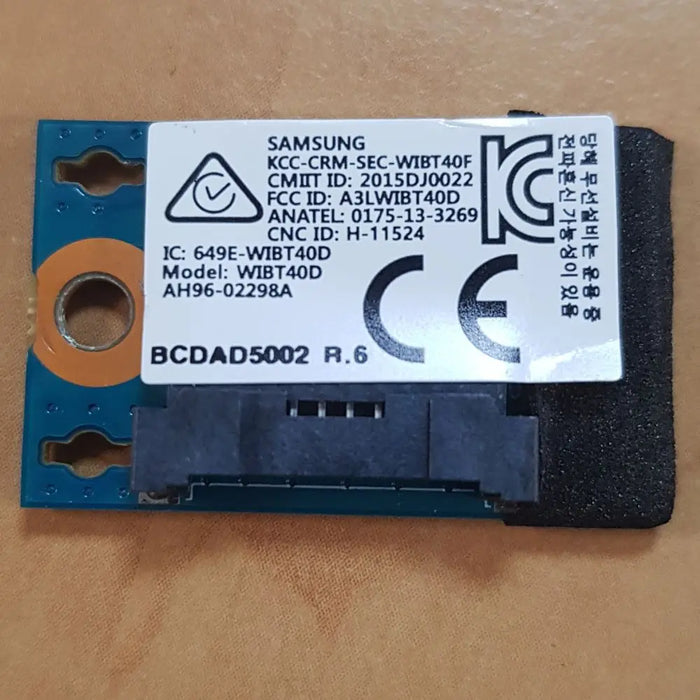 SAMSUNG
KCC-CRM-SEC-WIBT40F
CMIIT ID: 2015DJ0022
FCC ID: A3LWIBT40D
ANATEL: 0175-13-3269
CNC ID: H-11524
IC: 649E-WIBT40D
Model: WIBT40D
AH96-02298A
BCDAD5002 R.6
CE
KC
당해 무선설비는 운용 중
전파혼신 가능성이 있음